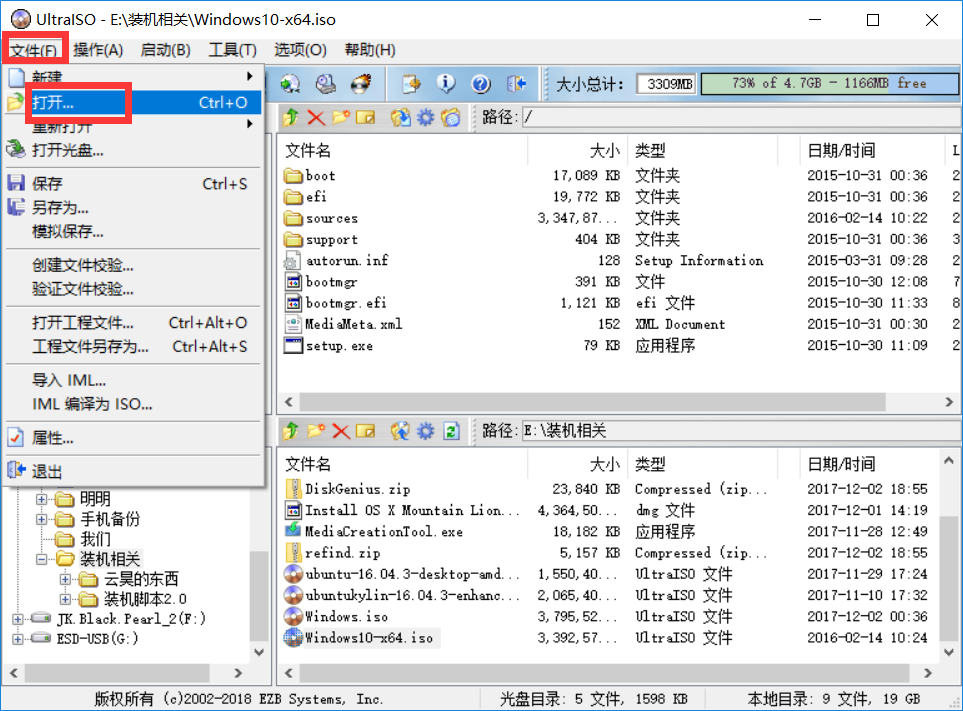 UltraISO - E:\装机相关\Windows10-x64.iso
文件(F) 操作(A) 启动(B) 工具(T) 选项(O) 帮助(H)
新建
打开... Ctrl+O
重新打开
打开光盘...
保存 Ctrl+S
另存为...
模拟保存...
创建文件校验...
验证文件校验...
打开工程文件... Ctrl+Alt+O
工程文件另存为... Ctrl+Alt+S
导入 IML...
IML 编译为 ISO...
属性...
退出
大小总计: 3309MB 73% of 4.7GB - 1166MB free
路径: /
文件名 大小 类型 日期/时间 L
boot 17,089 KB 文件夹 2015-10-31 00:36 2
efi 19,772 KB 文件夹 2015-10-31 00:36 2
sources 3,347,87... 文件夹 2016-02-14 10:22 2
support 404 KB 文件夹 2015-10-31 00:36 3
autorun.inf 128 Setup Information 2015-03-31 09:28 2
bootmgr 391 KB 文件 2015-10-30 12:08 7
bootmgr.efi 1,121 KB efi 文件 2015-10-30 11:33 8
MediaMeta.xml 152 XML Document 2015-10-31 00:30 2
setup.exe 79 KB 应用程序 2015-10-30 11:09 2
路径: E:\装机相关
文件名 大小 类型 日期/时间
DiskGenius.zip 23,840 KB Compressed (zip... 2017-12-02 18:55
Install OS X Mountain Lion... 4,364,50... dmg 文件 2017-12-01 14:19
MediaCreationTool.exe 18,182 KB 应用程序 2017-11-28 12:49
refind.zip 5,157 KB Compressed (zip... 2017-12-02 18:55
ubuntu-16.04.3-desktop-amd... 1,550,40... UltraISO 文件 2017-11-29 17:24
ubuntukylin-16.04.3-enhanc... 2,065,40... UltraISO 文件 2017-11-10 17:32
Windows.iso 3,795,52... UltraISO 文件 2017-12-02 00:36
Windows10-x64.iso 3,392,57... UltraISO 文件 2016-02-14 10:24
明明
手机备份
我们
装机相关
云昊的东西
装机脚本2.0
JK.Black.Pearl_2(F:)
ESD-USB(G:)
版权所有 (c)2002-2018 EZB Systems, Inc. 光盘目录: 5 文件, 1598 KB 本地目录: 9 文件, 19 GB